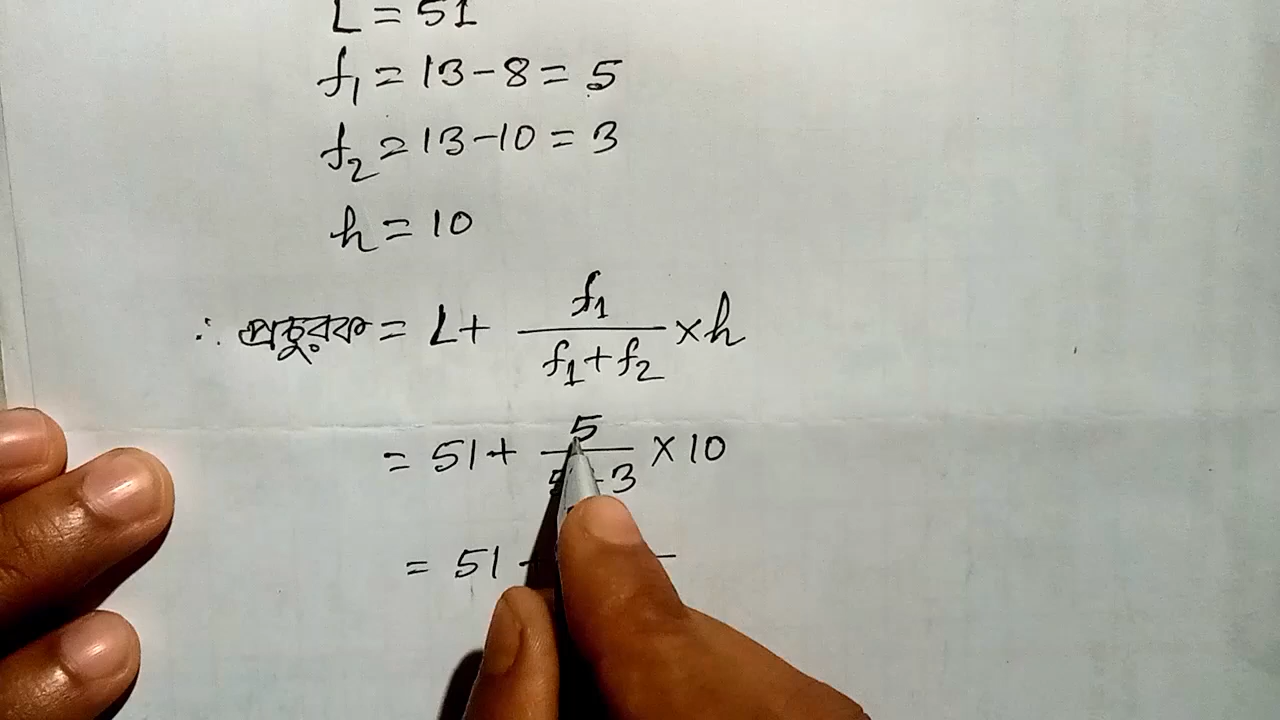 L = 51
f₁ = 13 - 8 = 5
f₂ = 13 - 10 = 3
h = 10
∴ প্রচুরক = L + f₁/(f₁ + f₂) × h
= 51 + 5/(5 + 3) × 10
= 51 +